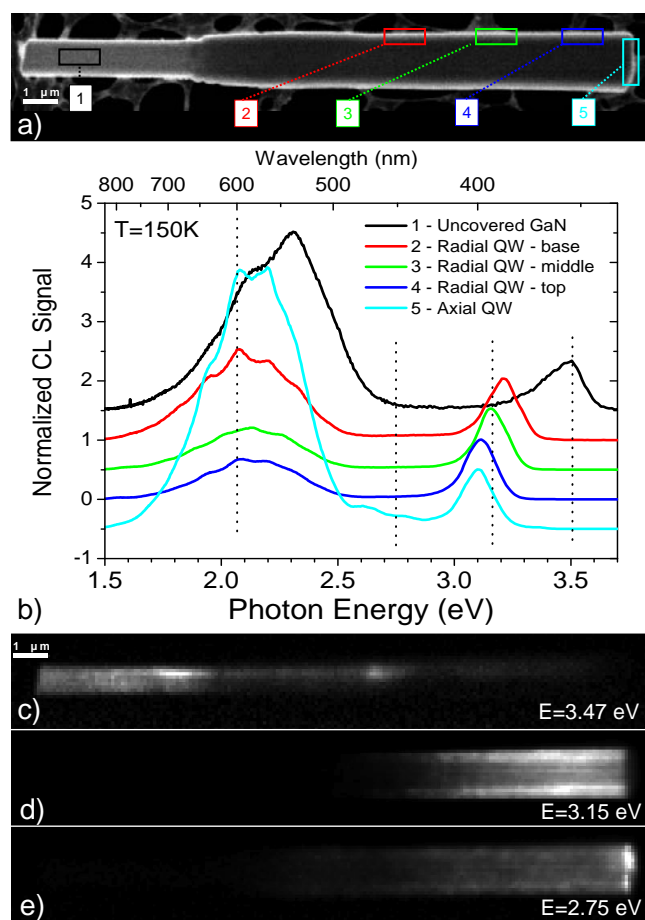 1 μm
1
2
3
4
5
a)
Wavelength (nm)
800 700 600 500 400
T=150K
1 - Uncovered GaN
2 - Radial QW - base
3 - Radial QW - middle
4 - Radial QW - top
5 - Axial QW
Normalized CL Signal
5
4
3
2
1
0
-1
1.5 2.0 2.5 3.0 3.5
Photon Energy (eV)
b)
1 μm
c)
E=3.47 eV
d)
E=3.15 eV
e)
E=2.75 eV